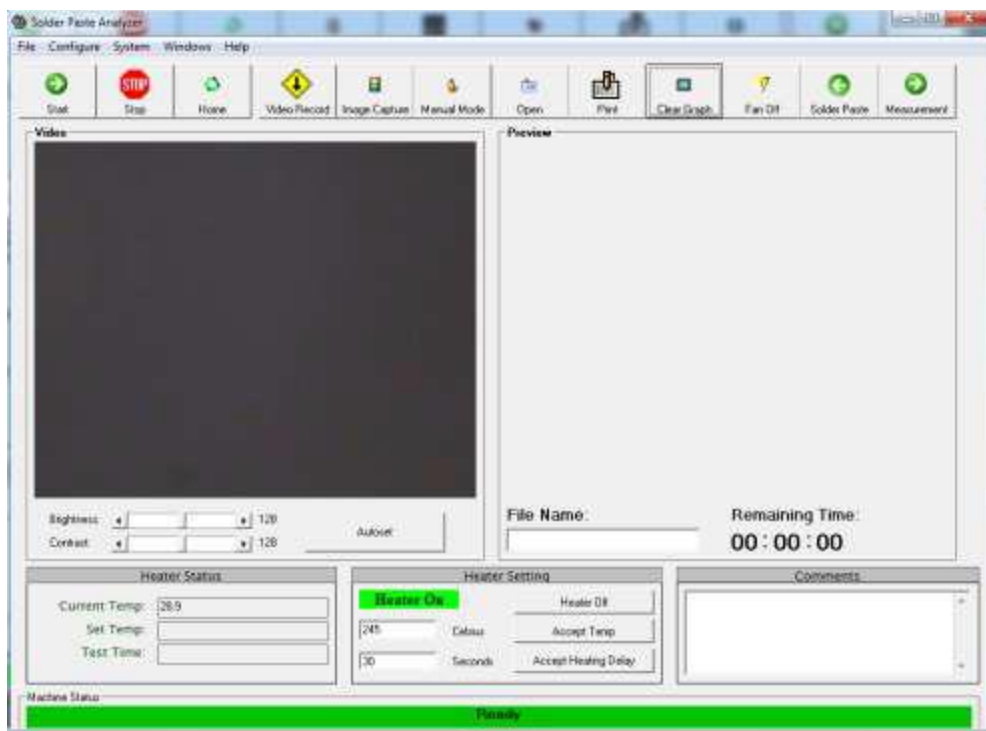 Solder Paste Analyzer
File Configure System Windows Help
STOP
Start Stop Home Video Record Image Capture Manual Mode Open Print Clear Graph Fan Off Solder Paste Measurement
Video Preview
Brightness 128
Contrast 128
Autoset
File Name: Remaining Time:
00:00:00
Heater Status Heater Setting Comments
Current Temp: 28.9
Set Temp:
Test Time:
Heater On Heater Off
245 Celsius Accept Temp
30 Seconds Accept Heating Delay
Machine Status
Ready